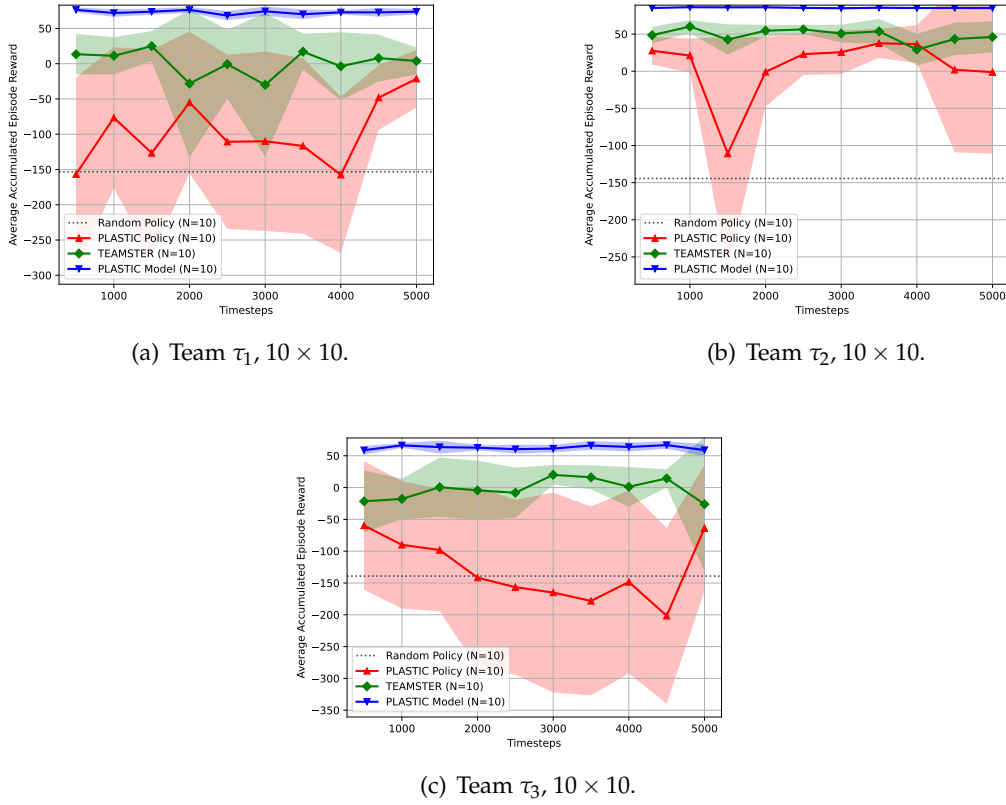 50
0
−50
−100
−150
−200
−250
−300
Average Accumulated Episode Reward
Random Policy (N=10)
PLASTIC Policy (N=10)
TEAMSTER (N=10)
PLASTIC Model (N=10)
1000 2000 3000 4000 5000
Timesteps
(a) Team τ1, 10 × 10.
50
0
−50
−100
−150
−200
−250
Average Accumulated Episode Reward
Random Policy (N=10)
PLASTIC Policy (N=10)
TEAMSTER (N=10)
PLASTIC Model (N=10)
1000 2000 3000 4000 5000
Timesteps
(b) Team τ2, 10 × 10.
50
0
−50
−100
−150
−200
−250
−300
−350
Average Accumulated Episode Reward
Random Policy (N=10)
PLASTIC Policy (N=10)
TEAMSTER (N=10)
PLASTIC Model (N=10)
1000 2000 3000 4000 5000
Timesteps
(c) Team τ3, 10 × 10.